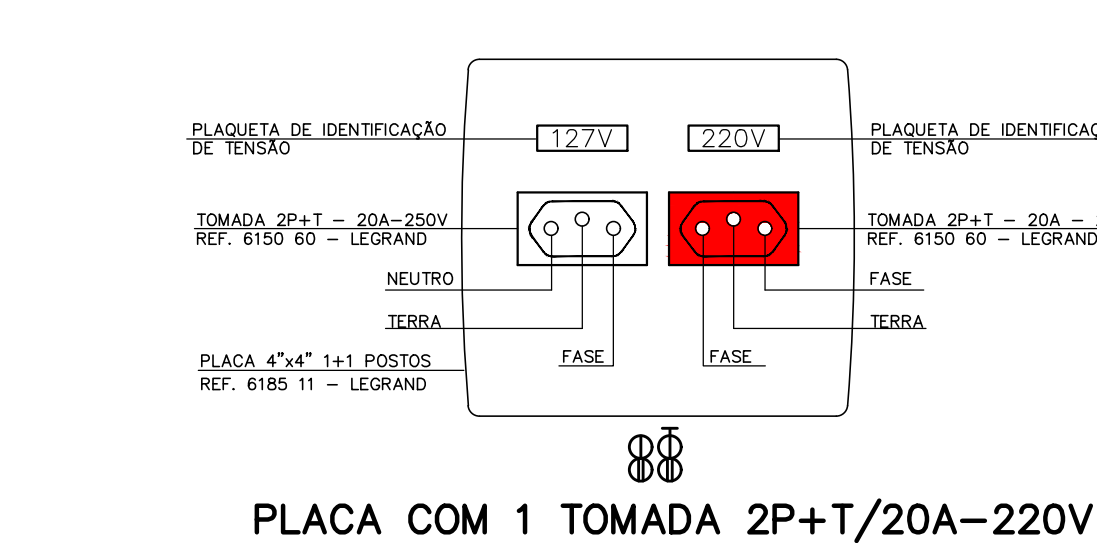 127V
220V
PLAQUETA DE IDENTIFICAÇÃO
DE TENSÃO
PLAQUETA DE IDENTIFICAÇ
DE TENSÃO
TOMADA 2P+T – 20A–250V
REF. 6150 60 – LEGRAND
TOMADA 2P+T – 20A –
REF. 6150 60 – LEGRAND
NEUTRO
FASE
TERRA
TERRA
FASE
FASE
PLACA 4"x4" 1+1 POSTOS
REF. 6185 11 – LEGRAND
PLACA COM 1 TOMADA 2P+T/20A–220V